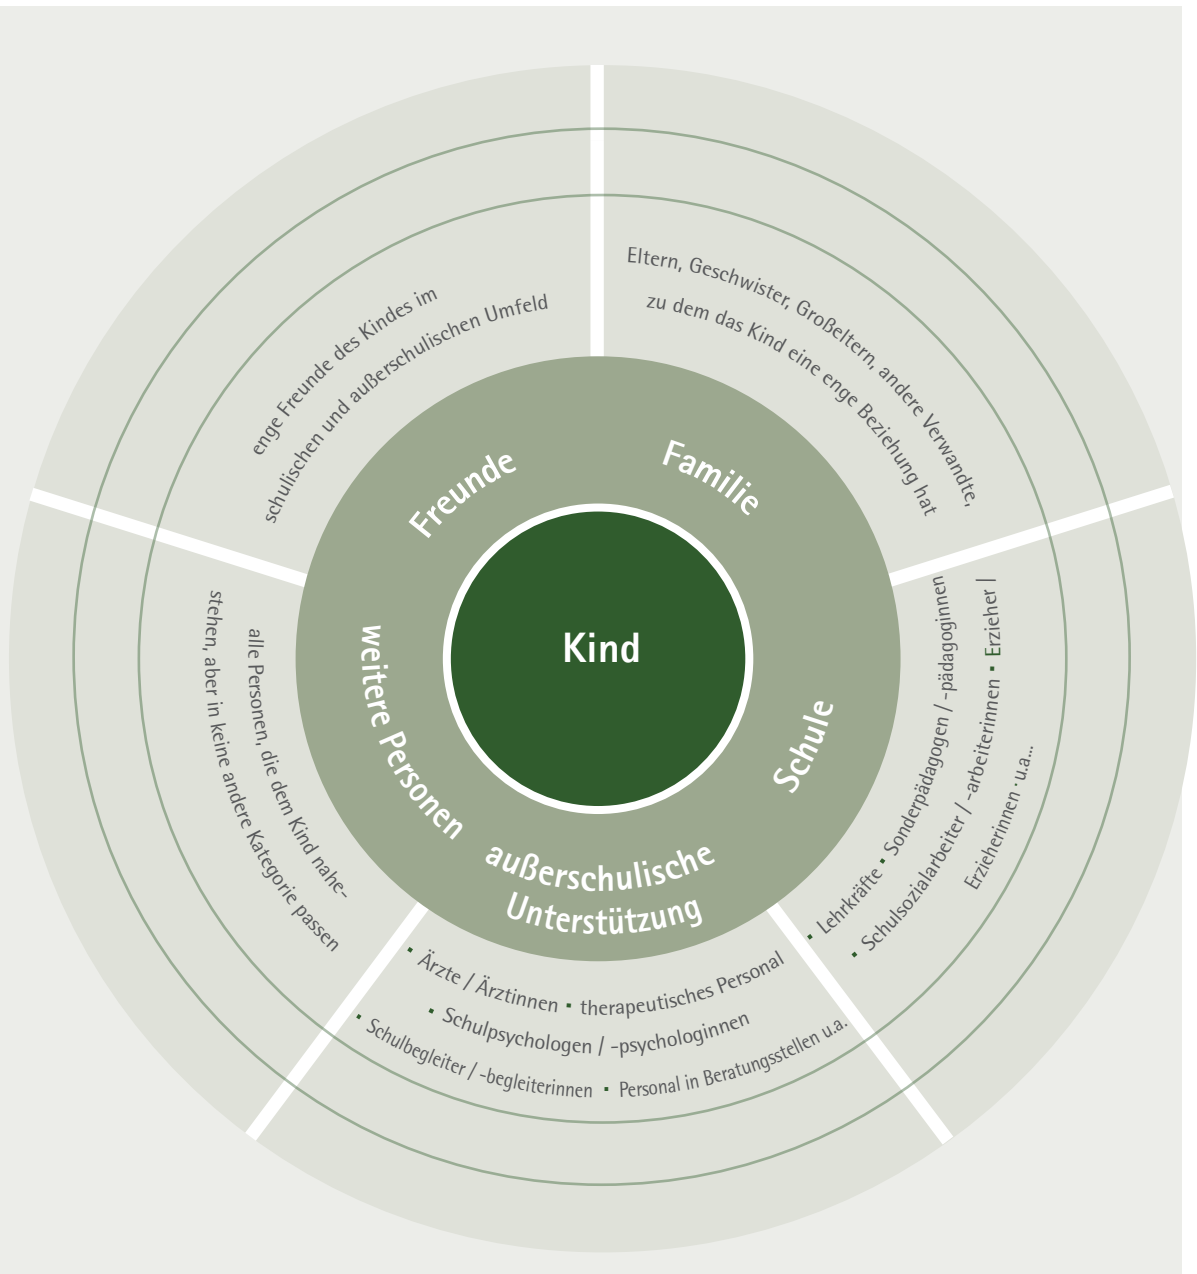 Kind
Familie
Eltern, Geschwister, Großeltern, andere Verwandte,
zu dem das Kind eine enge Beziehung hat
Schule
▪ Lehrkräfte ▪ Sonderpädagogen / -pädagoginnen
▪ Schulsozialarbeiter / -arbeiterinnen ▪ Erzieher |
Erzieherinnen · u.a...
außerschulische
Unterstützung
▪ Ärzte / Ärztinnen ▪ therapeutisches Personal
▪ Schulpsychologen / -psychologinnen
▪ Schulbegleiter / -begleiterinnen ▪ Personal in Beratungsstellen u.a.
weitere Personen
alle Personen, die dem Kind nahe-
stehen, aber in keine andere Kategorie passen
Freunde
enge Freunde des Kindes im
schulischen und außerschulischen Umfeld